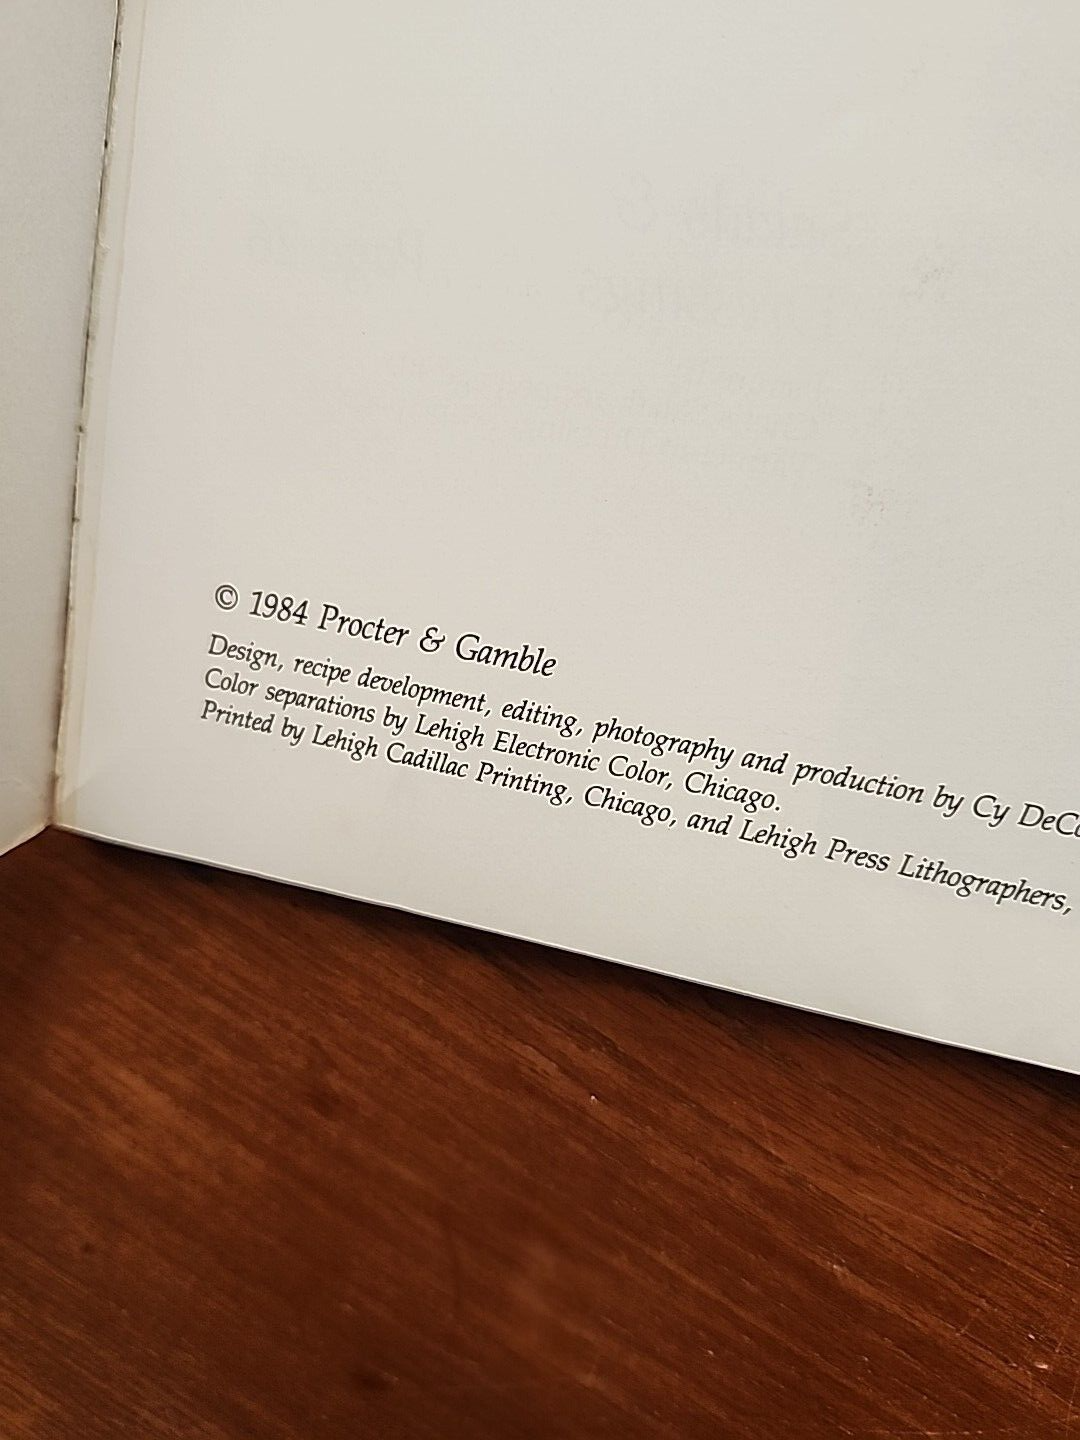 © 1984 Procter & Gamble
Design, recipe development, editing, photography and production by Cy
Color separations by Lehigh Electronic Color, Chicago.
Printed by Lehigh Cadillac Printing, Chicago, and Lehigh Press Lithographers,